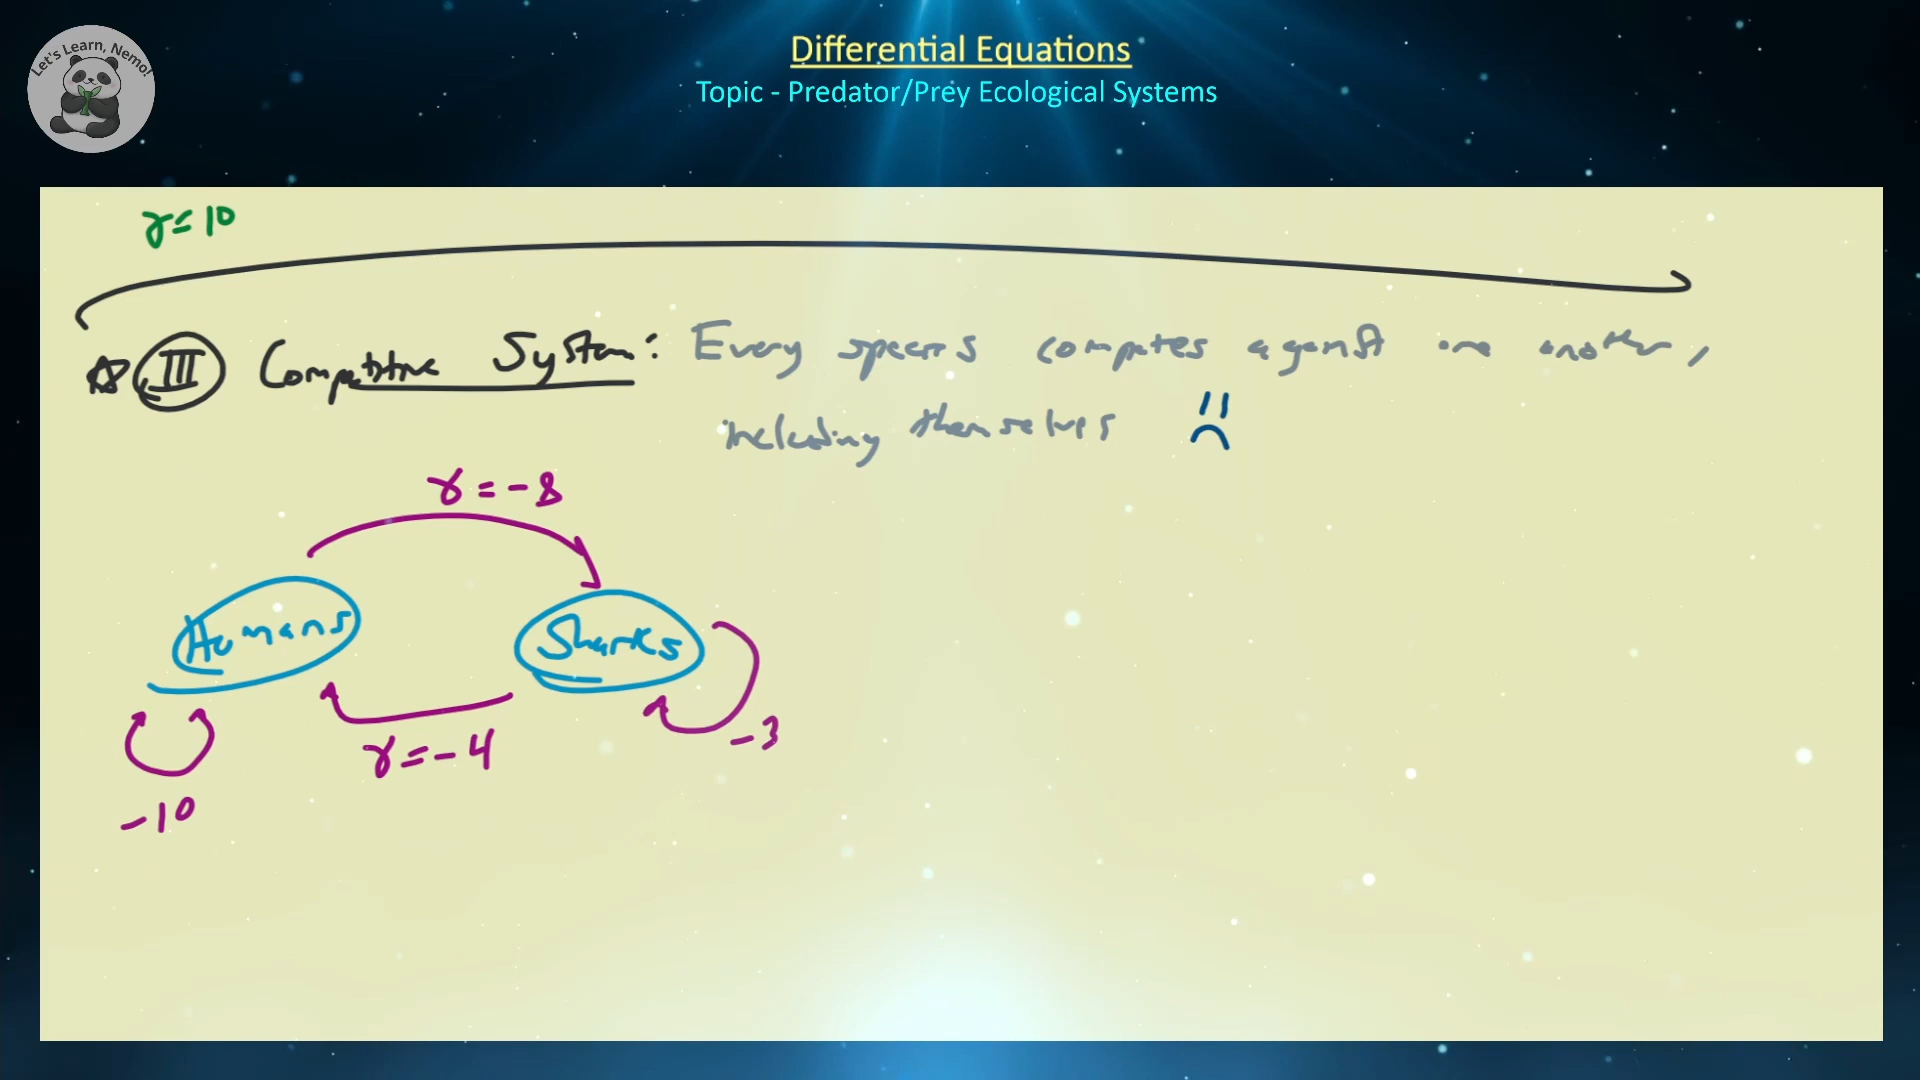 Let's Learn, Nemo!
Differential Equations
Topic - Predator/Prey Ecological Systems
γ = 10
III Competitive System: Every species competes against one another,
including themselves
γ = -8
Humans
Sharks
γ = -4
-3
-10